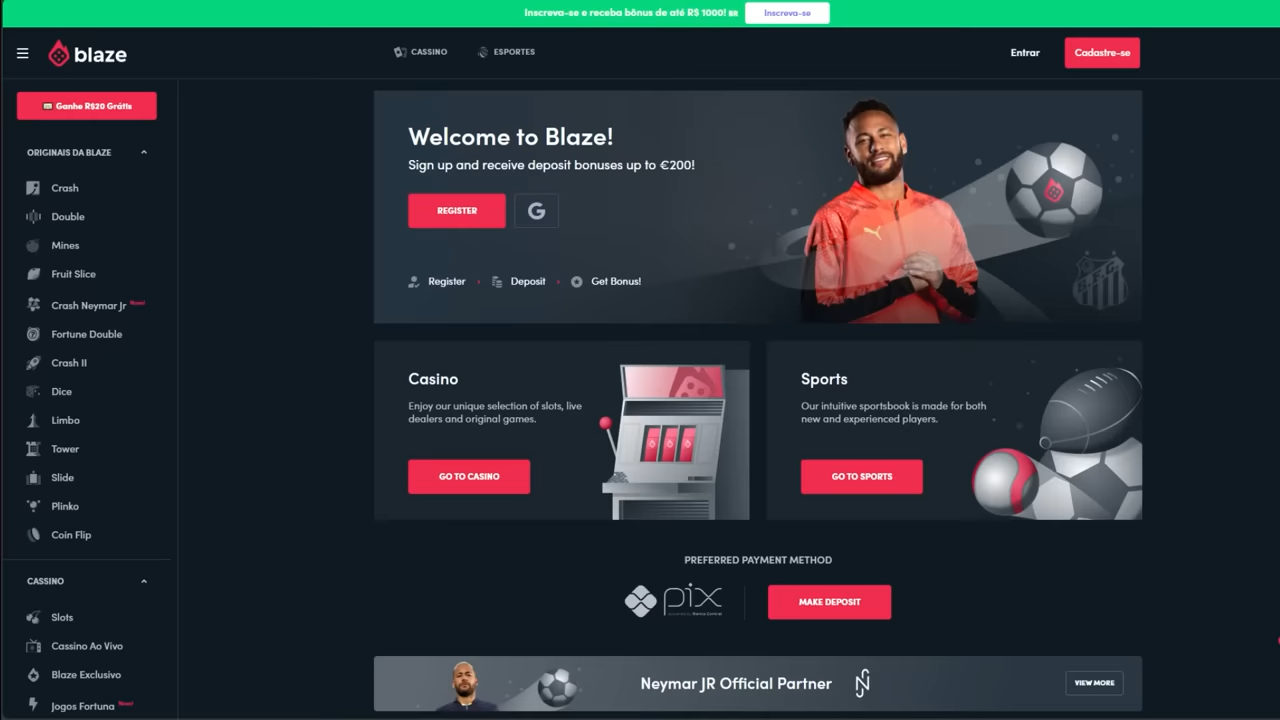 Inscreva-se e receba bônus de até R$ 1000! BR
Inscreva-se
blaze
CASSINO
ESPORTES
Entrar
Cadastre-se
Ganhe R$20 Grátis
ORIGINAIS DA BLAZE
Crash
Double
Mines
Fruit Slice
Crash Neymar Jr New!
Fortune Double
Crash II
Dice
Limbo
Tower
Slide
Plinko
Coin Flip
CASSINO
Slots
Cassino Ao Vivo
Blaze Exclusivo
Jogos Fortuna New!
Welcome to Blaze!
Sign up and receive deposit bonuses up to €200!
REGISTER
G
Register
Deposit
Get Bonus!
Casino
Enjoy our unique selection of slots, live
dealers and original games.
GO TO CASINO
Sports
Our intuitive sportsbook is made for both
new and experienced players.
GO TO SPORTS
PREFERRED PAYMENT METHOD
pix
MAKE DEPOSIT
Neymar JR Official Partner
VIEW MORE